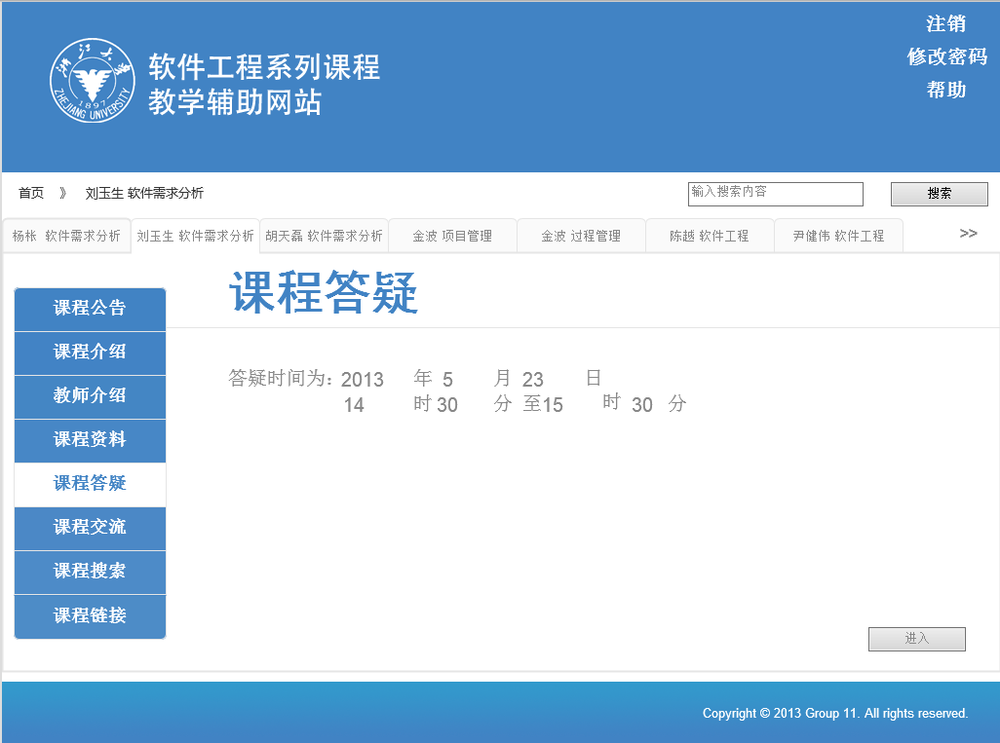 注销
修改密码
帮助
浙江大学
ZHEJIANG UNIVERSITY
1897
软件工程系列课程
教学辅助网站
首页 》 刘玉生 软件需求分析
输入搜索内容
搜索
杨枨 软件需求分析
刘玉生 软件需求分析
胡天磊 软件需求分析
金波 项目管理
金波 过程管理
陈越 软件工程
尹健伟 软件工程
>>
课程答疑
课程公告
课程介绍
教师介绍
课程资料
课程答疑
课程交流
课程搜索
课程链接
答疑时间为：2013 年 5 月 23 日
14 时 30 分 至15 时 30 分
进入
Copyright © 2013 Group 11. All rights reserved.